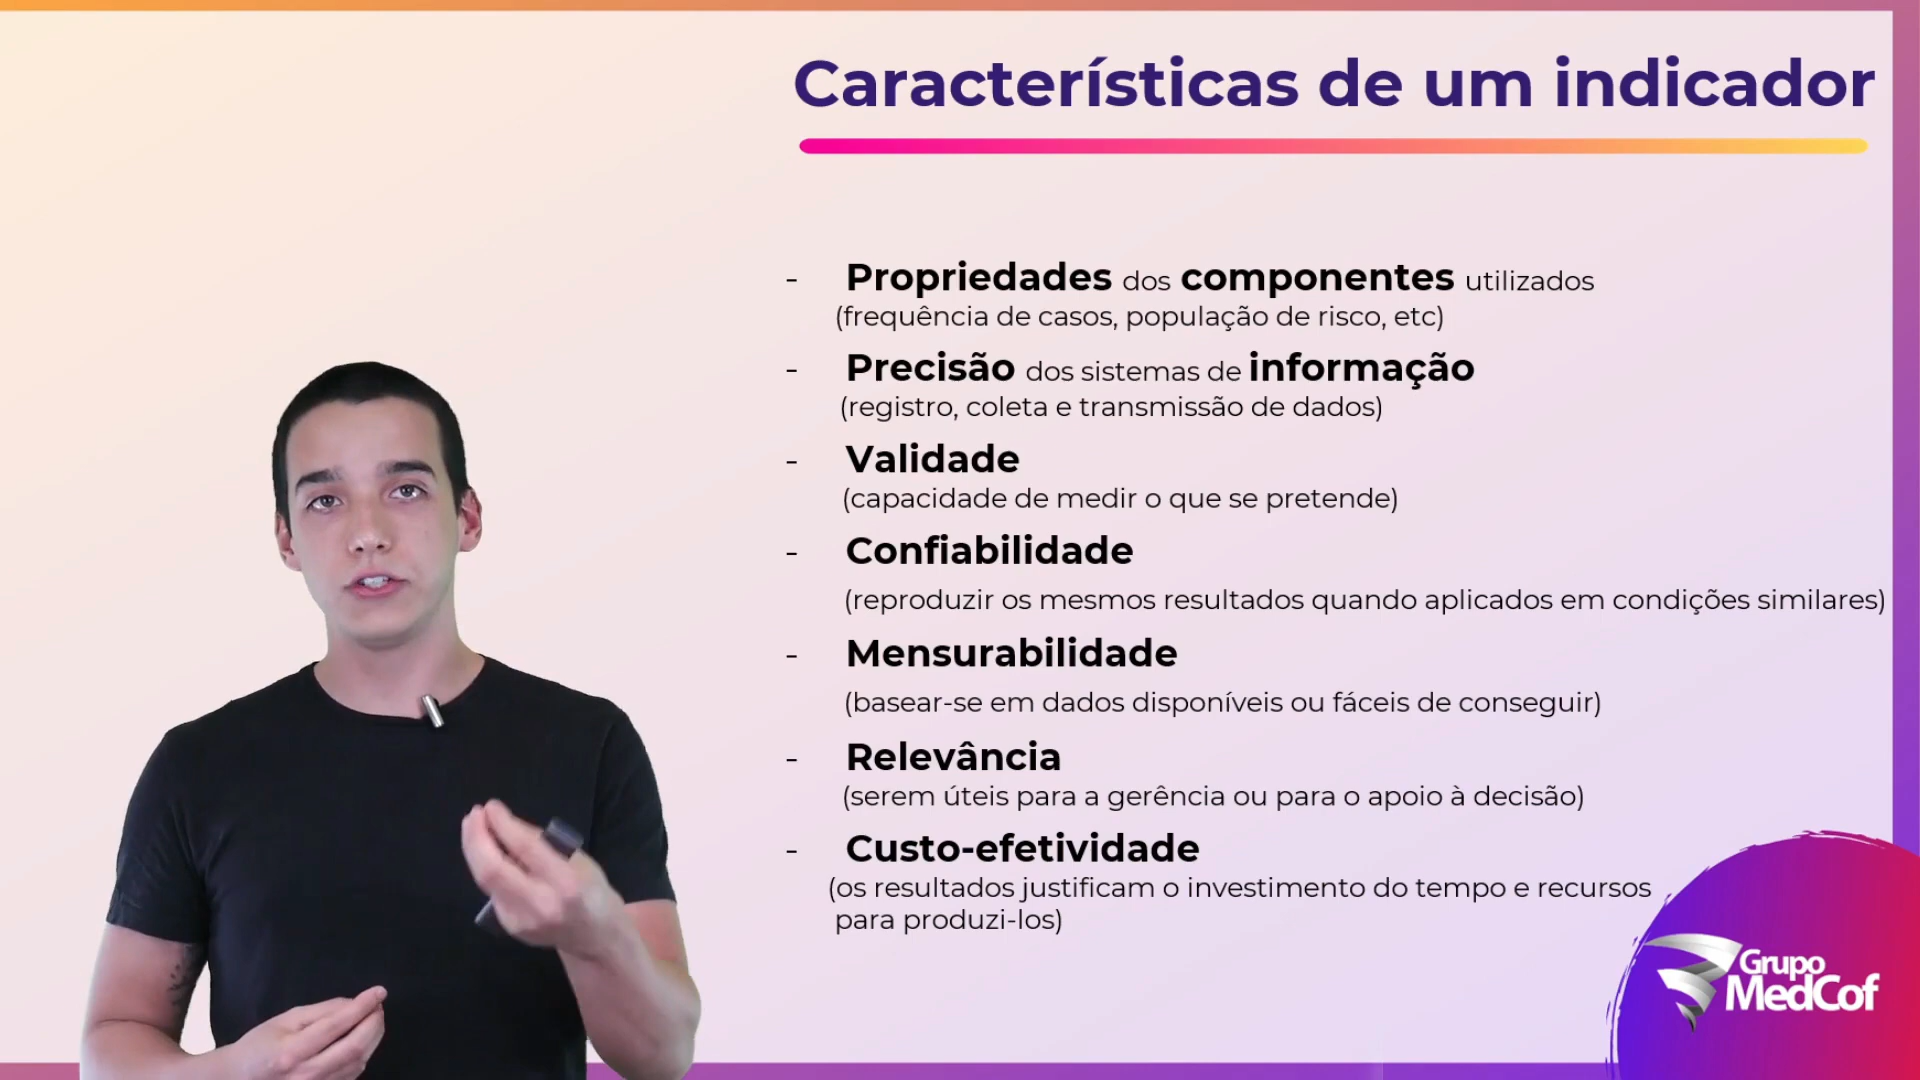 Características de um indicador
- Propriedades dos componentes utilizados
(frequência de casos, população de risco, etc)
- Precisão dos sistemas de informação
(registro, coleta e transmissão de dados)
- Validade
(capacidade de medir o que se pretende)
- Confiabilidade
(reproduzir os mesmos resultados quando aplicados em condições similares)
- Mensurabilidade
(basear-se em dados disponíveis ou fáceis de conseguir)
- Relevância
(serem úteis para a gerência ou para o apoio à decisão)
- Custo-efetividade
(os resultados justificam o investimento do tempo e recursos
para produzi-los)
Grupo
MedCof